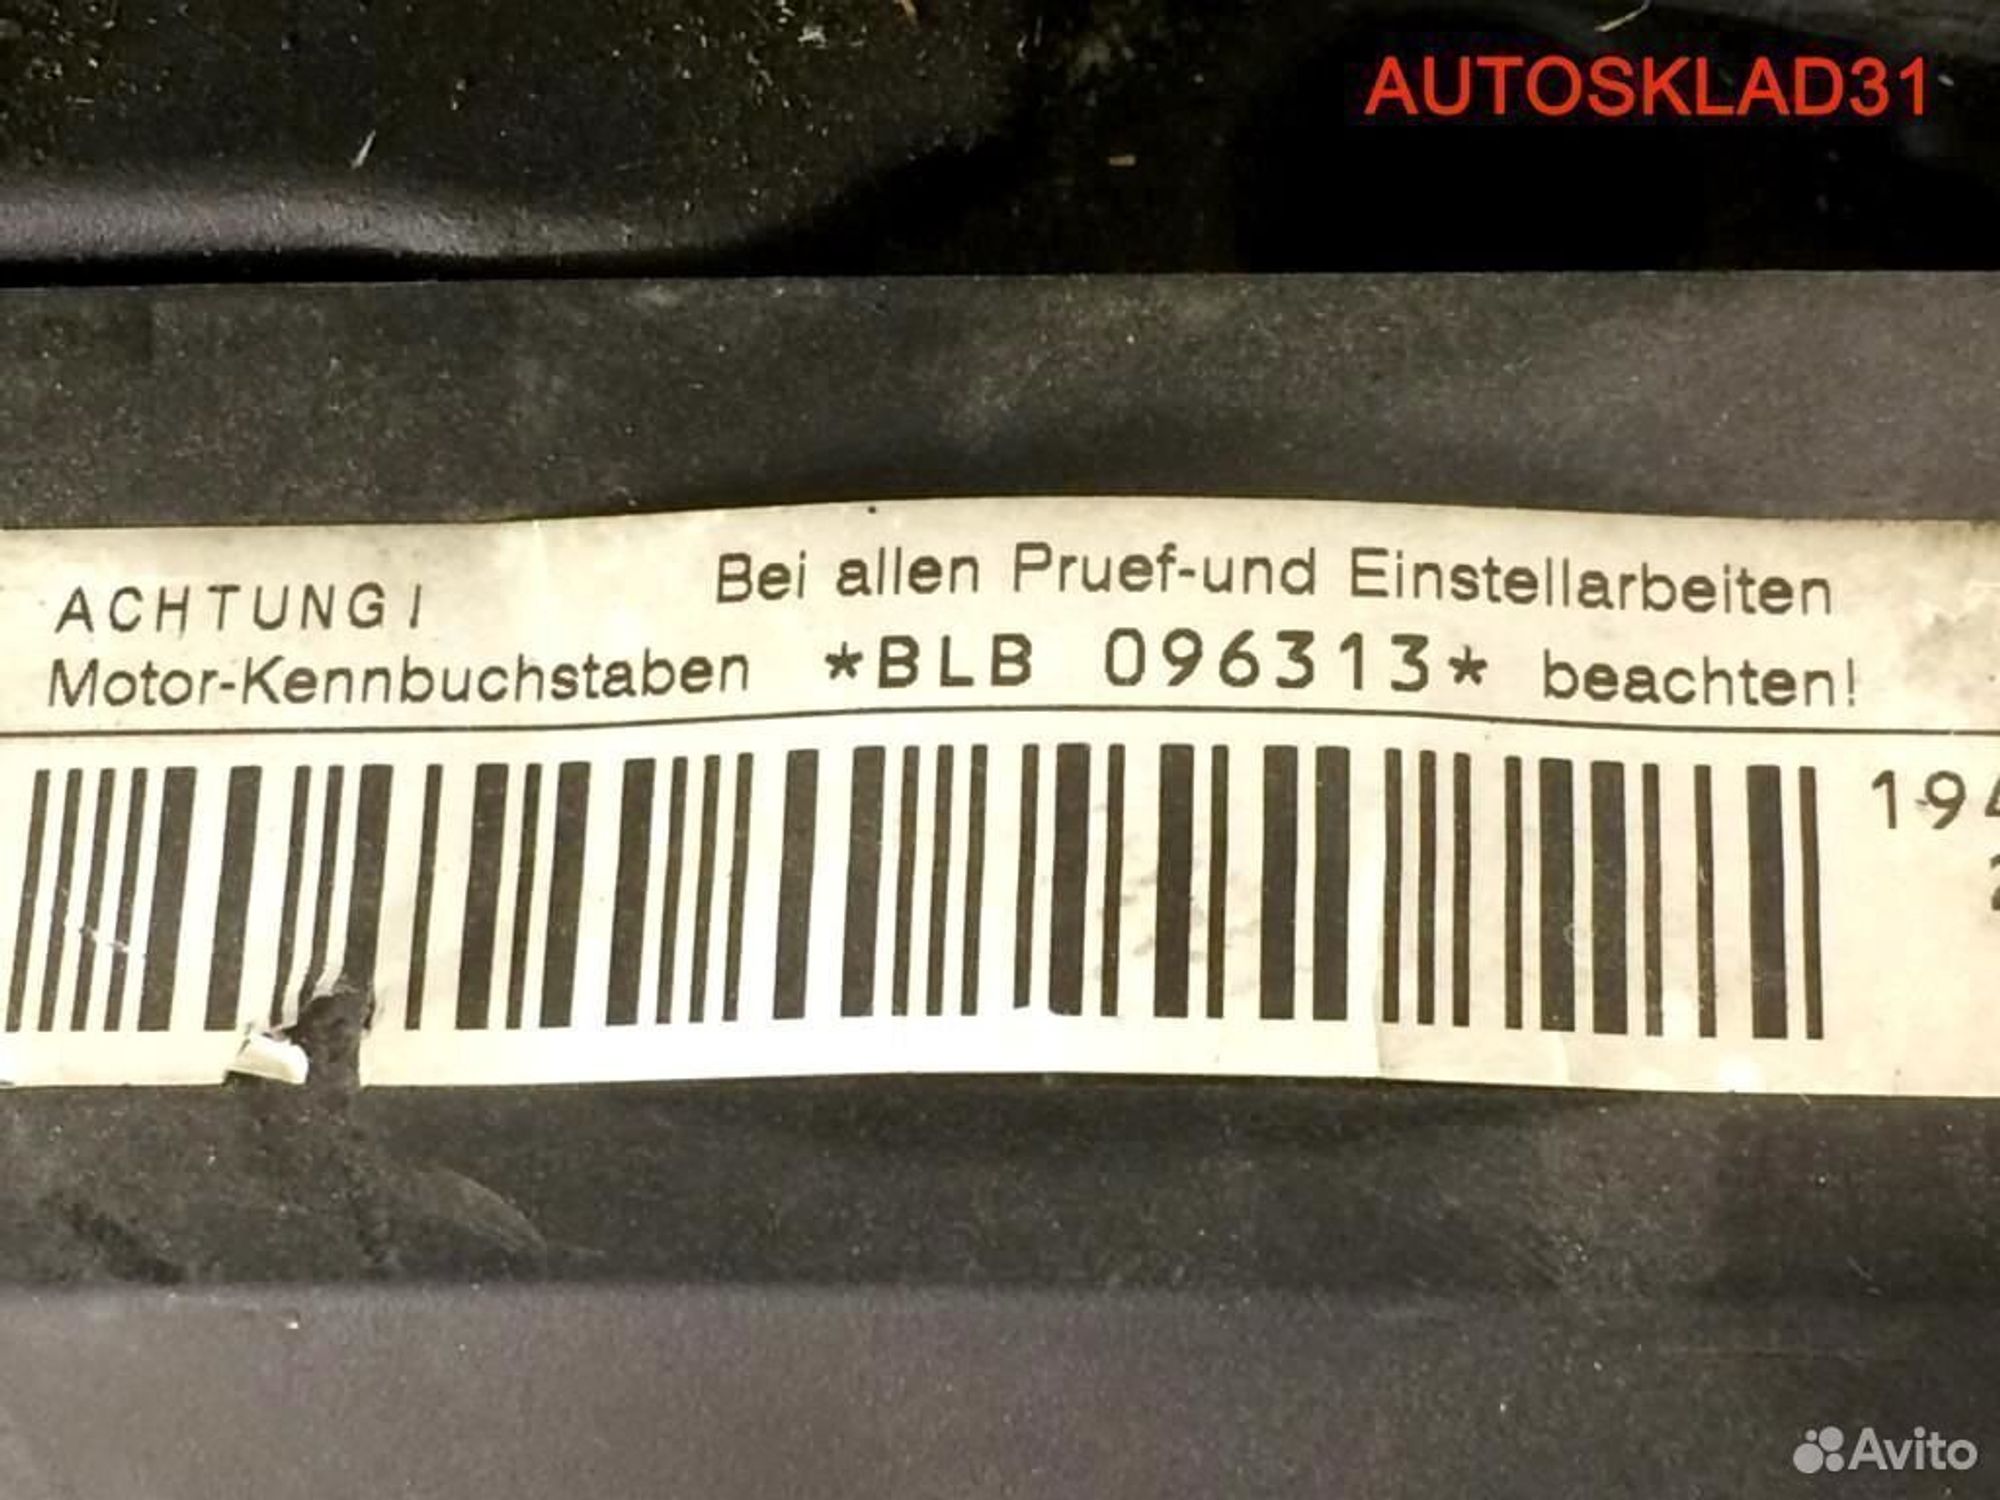 AUTOSKLAD31
ACHTUNG! Bei allen Pruef-und Einstellarbeiten
Motor-Kennbuchstaben *BLB 096313* beachten!
Avito